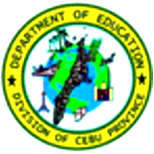 DEPARTMENT OF EDUCATION
DIVISION OF CEBU PROVINCE